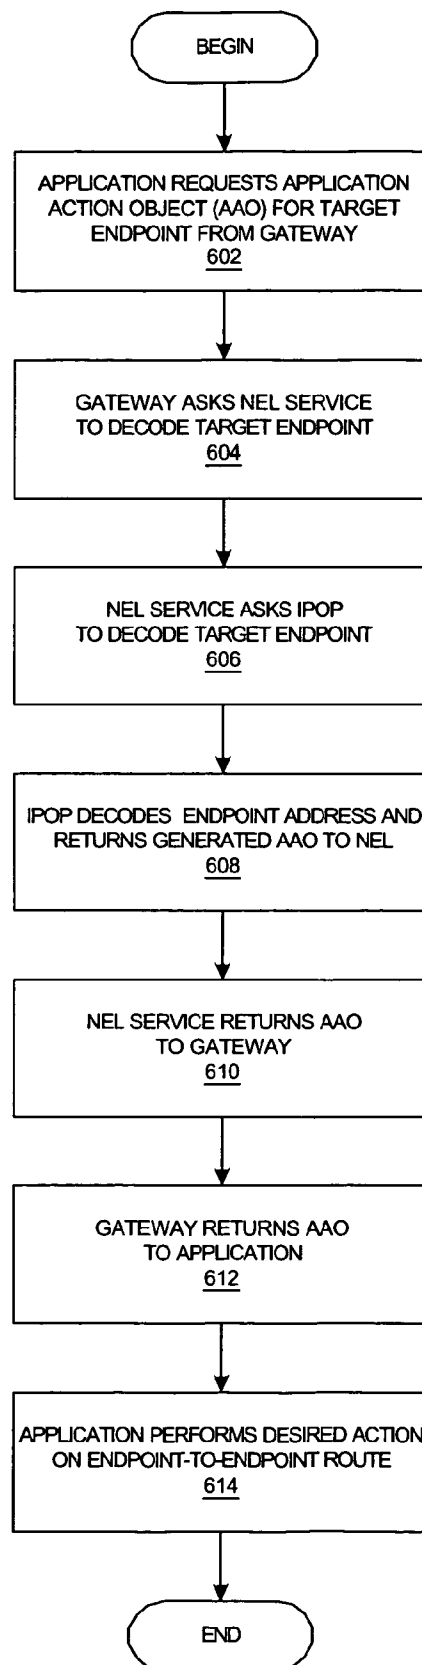 BEGIN
APPLICATION REQUESTS APPLICATION
ACTION OBJECT (AAO) FOR TARGET
ENDPOINT FROM GATEWAY
602
GATEWAY ASKS NEL SERVICE
TO DECODE TARGET ENDPOINT
604
NEL SERVICE ASKS IPOP
TO DECODE TARGET ENDPOINT
606
IPOP DECODES ENDPOINT ADDRESS AND
RETURNS GENERATED AAO TO NEL
608
NEL SERVICE RETURNS AAO
TO GATEWAY
610
GATEWAY RETURNS AAO
TO APPLICATION
612
APPLICATION PERFORMS DESIRED ACTION
ON ENDPOINT-TO-ENDPOINT ROUTE
614
END